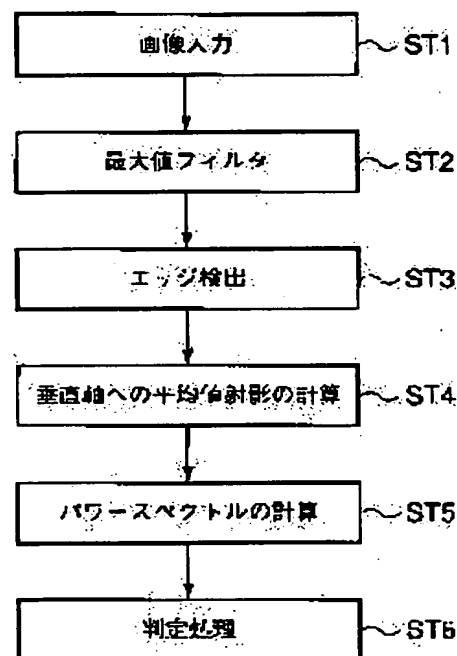 画像入力 ST1
最大値フィルタ ST2
エッジ検出 ST3
垂直軸への平均値射影の計算 ST4
パワースペクトルの計算 ST5
判定処理 ST6